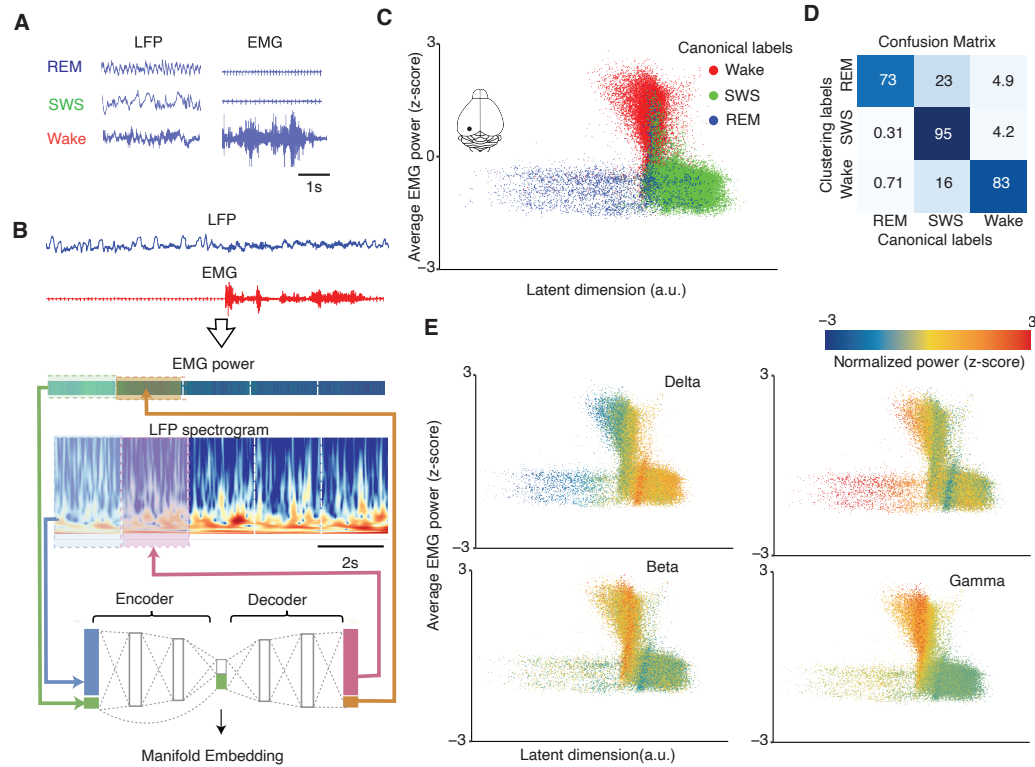 A
LFP
EMG
REM
SWS
Wake
1s
B
LFP
EMG
EMG power
LFP spectrogram
2s
Encoder
Decoder
Manifold Embedding
C
3
Canonical labels
Wake
SWS
REM
Average EMG power (z-score)
0
−3
Latent dimension (a.u.)
D
Confusion Matrix
Clustering labels
REM
73
23
4.9
SWS
0.31
95
4.2
Wake
0.71
16
83
REM
SWS
Wake
Canonical labels
E
−3
3
Normalized power (z-score)
3
Delta
3
−3
−3
Average EMG power (z-score)
3
Beta
3
Gamma
−3
−3
Latent dimension(a.u.)